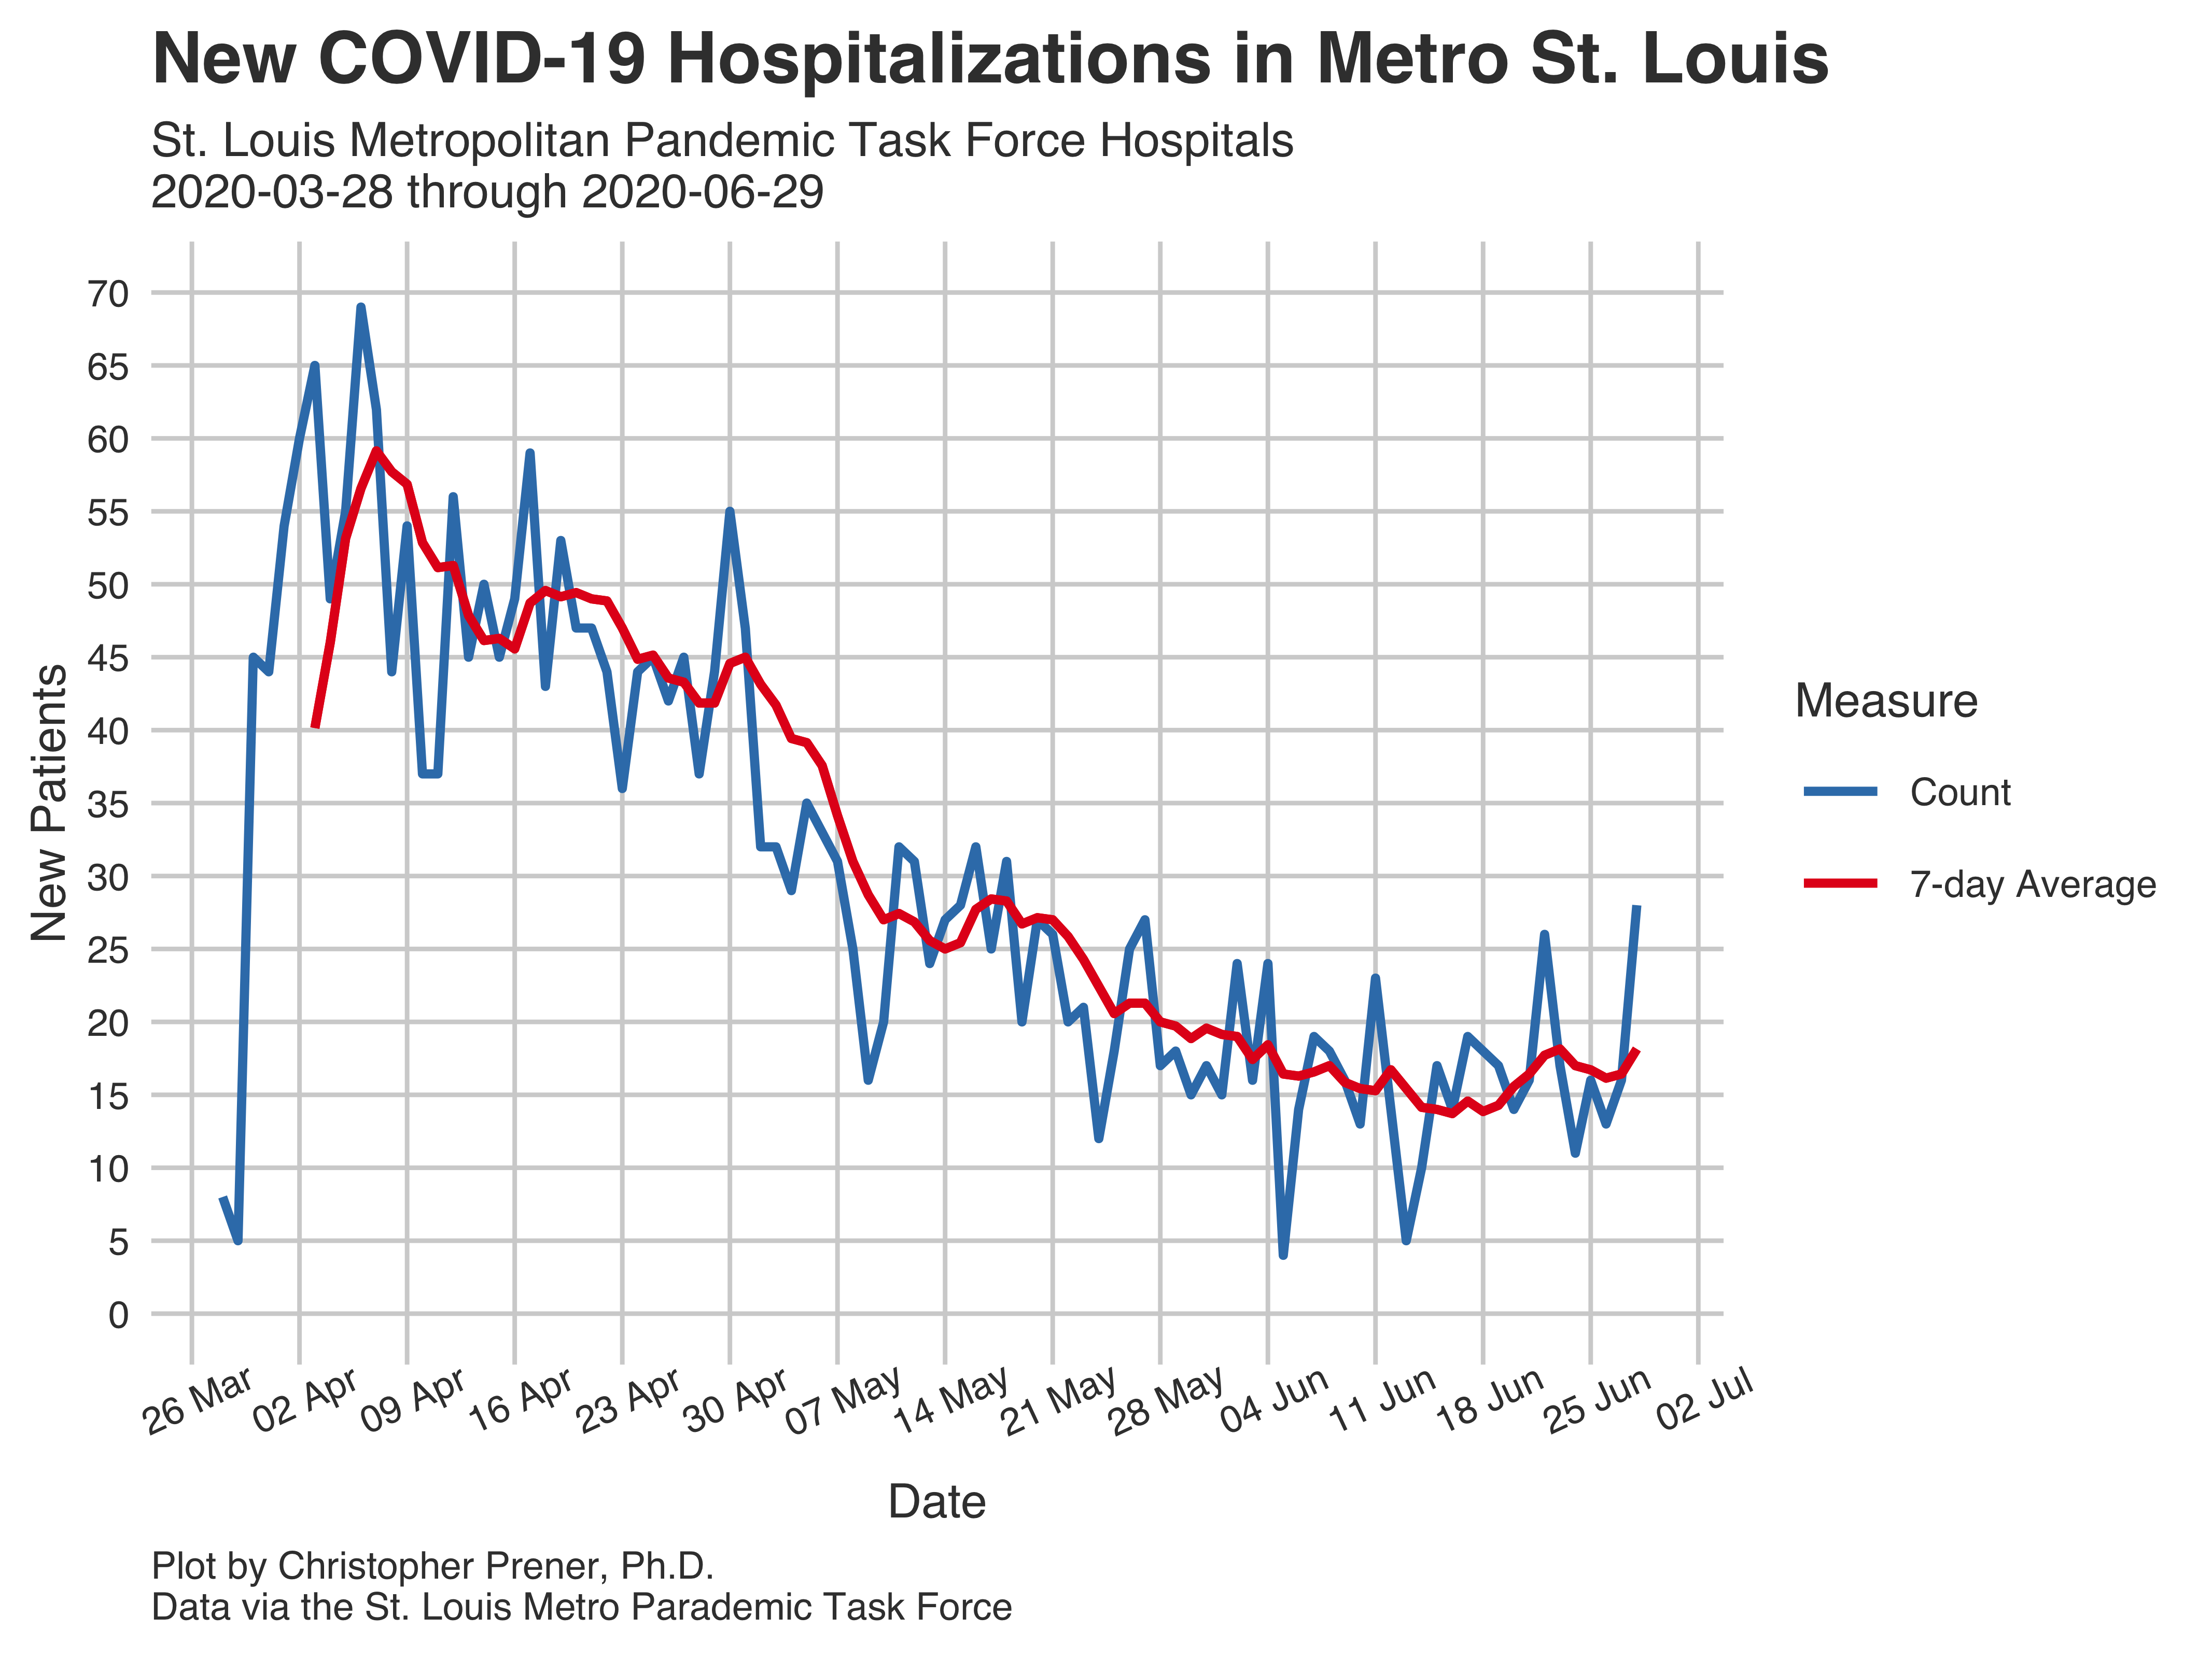 New COVID-19 Hospitalizations in Metro St. Louis
St. Louis Metropolitan Pandemic Task Force Hospitals
2020-03-28 through 2020-06-29
70
65
60
55
50
45
40
35
30
25
20
15
10
5
0
New Patients
26 Mar
02 Apr
09 Apr
16 Apr
23 Apr
30 Apr
07 May
14 May
21 May
28 May
04 Jun
11 Jun
18 Jun
25 Jun
02 Jul
Date
Measure
Count
7-day Average
Plot by Christopher Prener, Ph.D.
Data via the St. Louis Metro Parademic Task Force